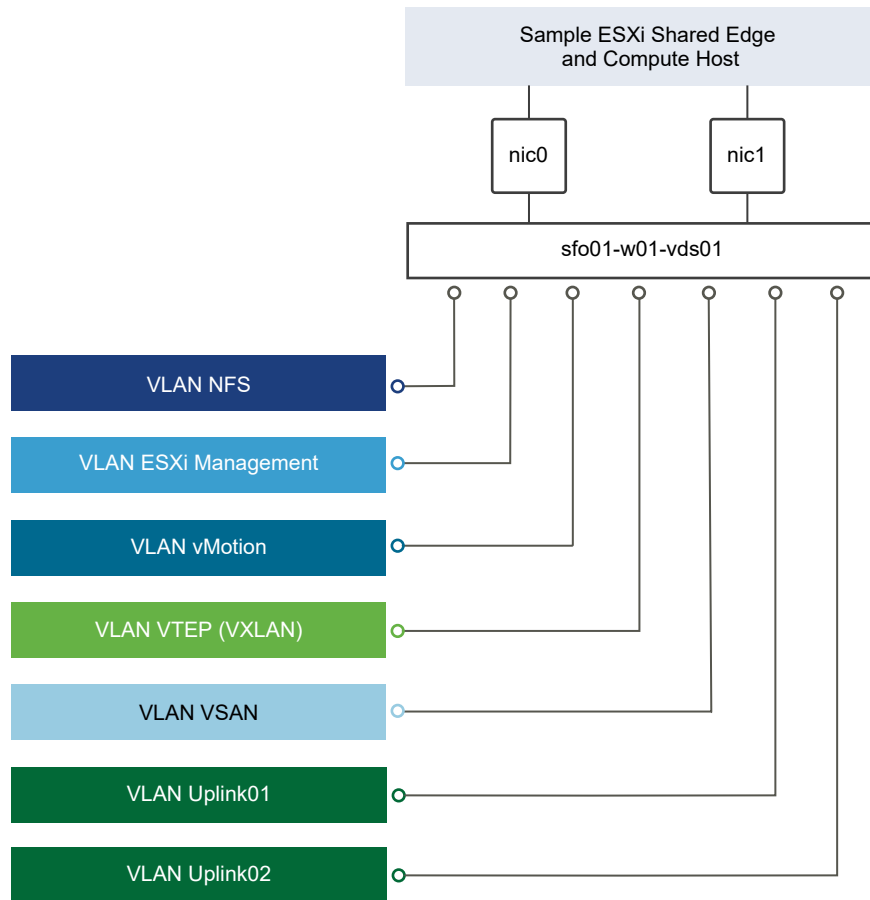 Sample ESXi Shared Edge
and Compute Host
nic0
nic1
sfo01-w01-vds01
VLAN NFS
VLAN ESXi Management
VLAN vMotion
VLAN VTEP (VXLAN)
VLAN VSAN
VLAN Uplink01
VLAN Uplink02